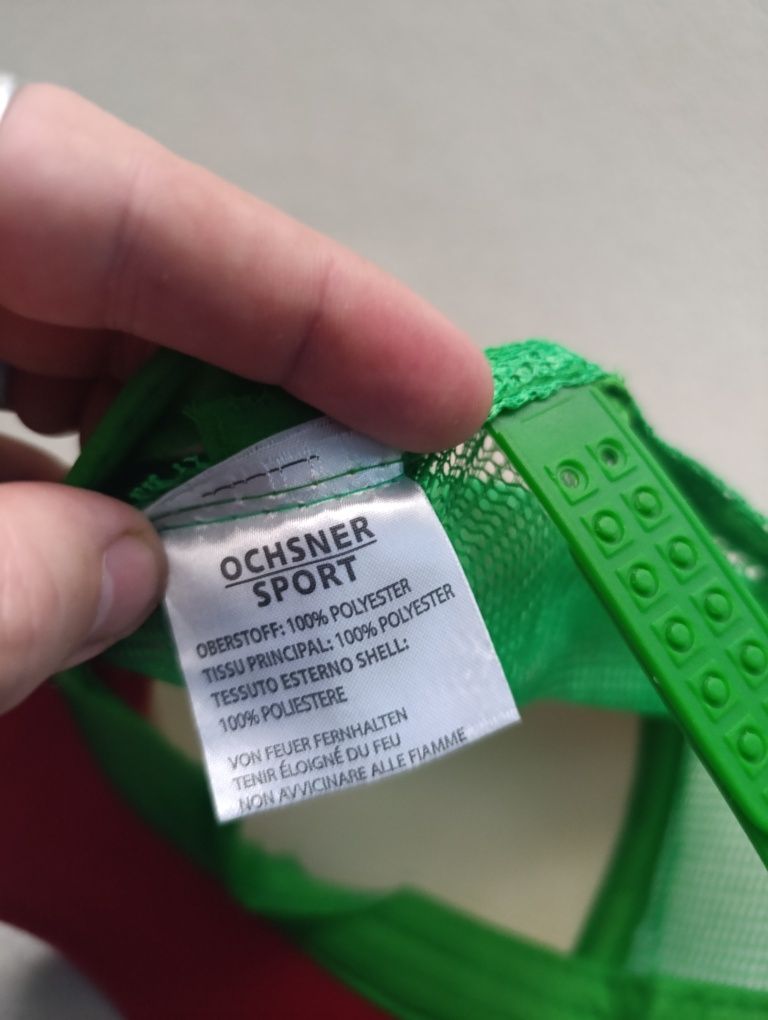 OCHSNER
SPORT
OBERSTOFF: 100% POLYESTER
TISSU PRINCIPAL: 100% POLYESTER
TESSUTO ESTERNO SHELL:
100% POLIESTERE
VON FEUER FERNHALTEN
TENIR ÉLOIGNÉ DU FEU
NON AVVICINARE ALLE FIAMME